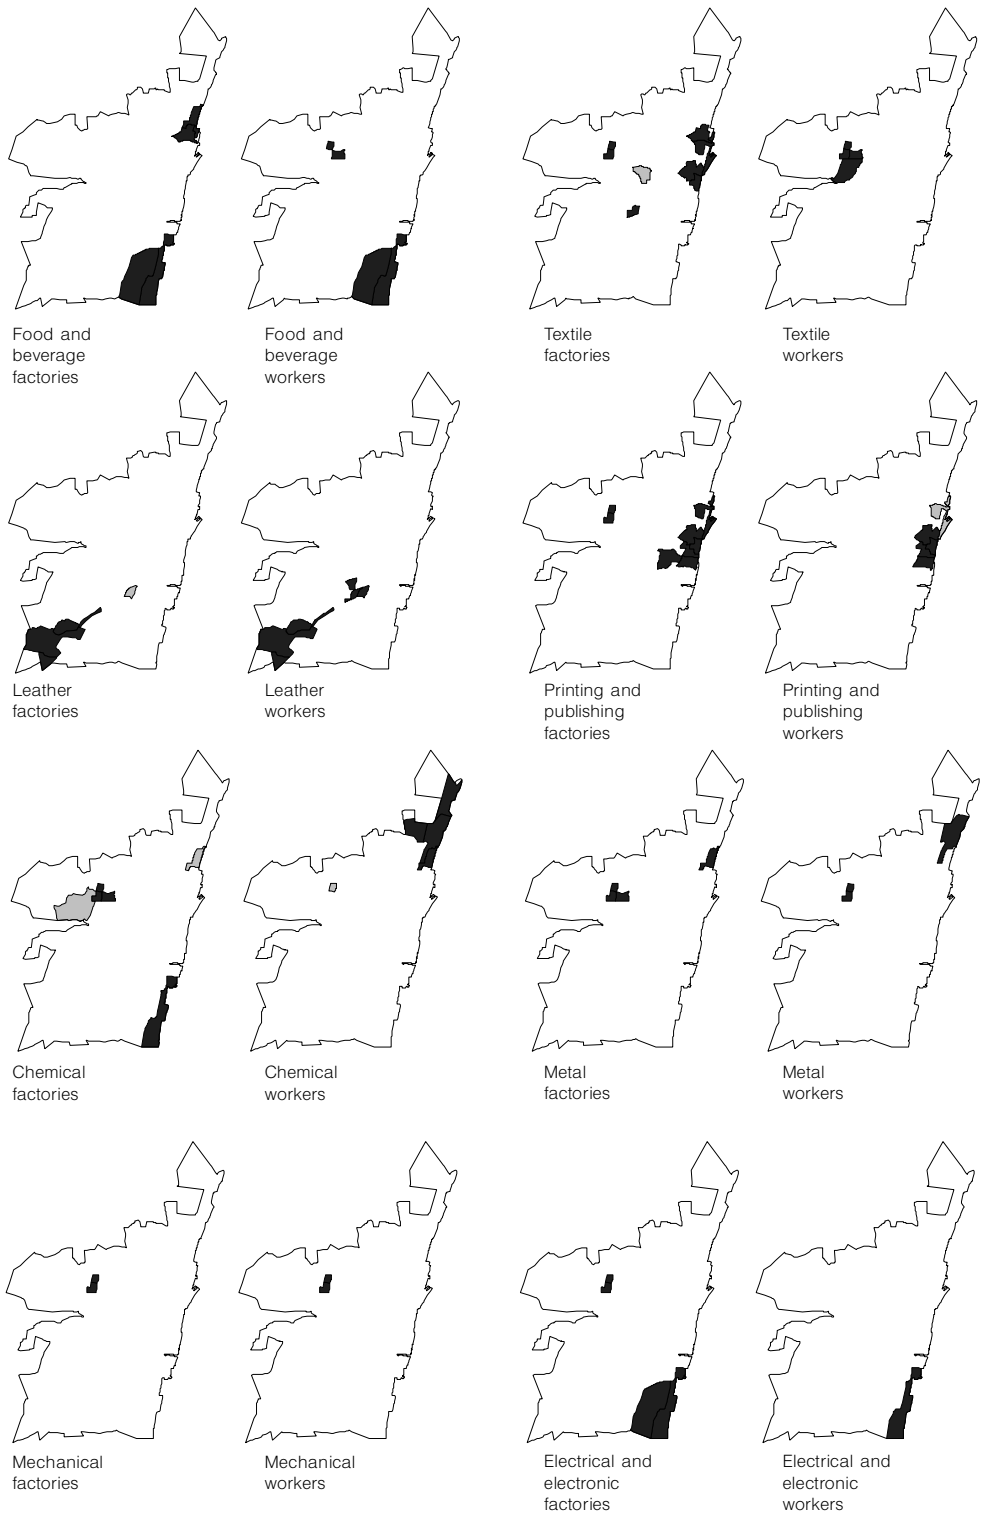 Food and
beverage
factories
Food and
beverage
workers
Textile
factories
Textile
workers
Leather
factories
Leather
workers
Printing and
publishing
factories
Printing and
publishing
workers
Chemical
factories
Chemical
workers
Metal
factories
Metal
workers
Mechanical
factories
Mechanical
workers
Electrical and
electronic
factories
Electrical and
electronic
workers